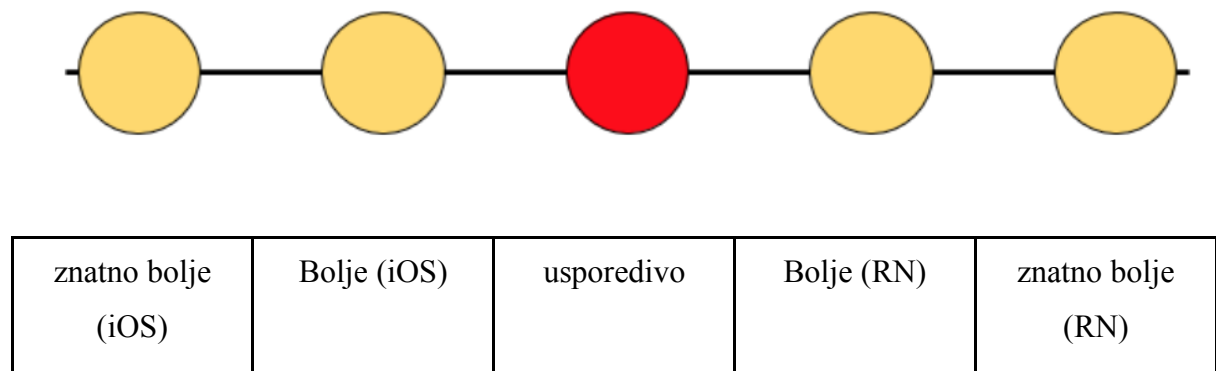 znatno bolje
(iOS)
Bolje (iOS)
usporedivo
Bolje (RN)
znatno bolje
(RN)